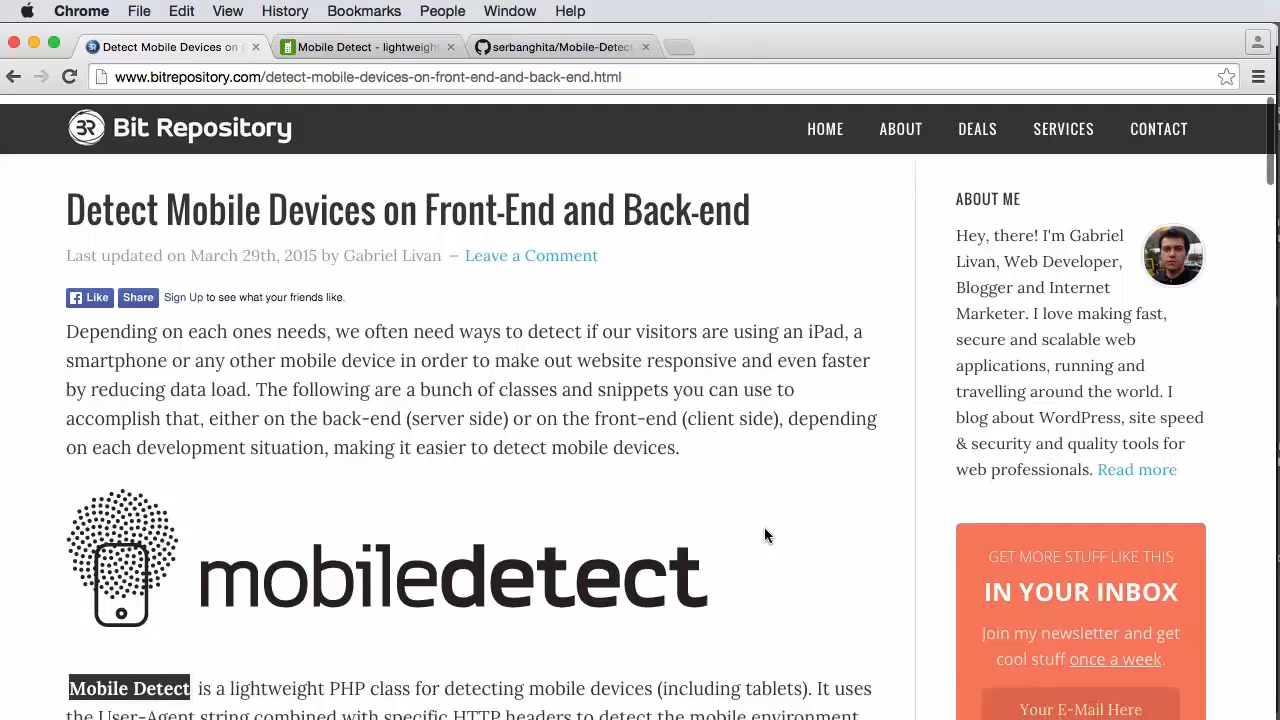 Chrome File Edit View History Bookmarks People Window Help
Detect Mobile Devices on Mobile Detect - lightweigh serbanghita/Mobile-Detect
www.bitrepository.com/detect-mobile-devices-on-front-end-and-back-end.html
BR Bit Repository HOME ABOUT DEALS SERVICES CONTACT
Detect Mobile Devices on Front-End and Back-end
Last updated on March 29th, 2015 by Gabriel Livan — Leave a Comment
Like Share Sign Up to see what your friends like.
Depending on each ones needs, we often need ways to detect if our visitors are using an iPad, a
smartphone or any other mobile device in order to make out website responsive and even faster
by reducing data load. The following are a bunch of classes and snippets you can use to
accomplish that, either on the back-end (server side) or on the front-end (client side), depending
on each development situation, making it easier to detect mobile devices.
mobiledetect
Mobile Detect is a lightweight PHP class for detecting mobile devices (including tablets). It uses
the User-Agent string combined with specific HTTP headers to detect the mobile environment.
ABOUT ME
Hey, there! I'm Gabriel
Livan, Web Developer,
Blogger and Internet
Marketer. I love making fast,
secure and scalable web
applications, running and
travelling around the world. I
blog about WordPress, site speed
& security and quality tools for
web professionals. Read more
GET MORE STUFF LIKE THIS
IN YOUR INBOX
Join my newsletter and get
cool stuff once a week.
Your E-Mail Here